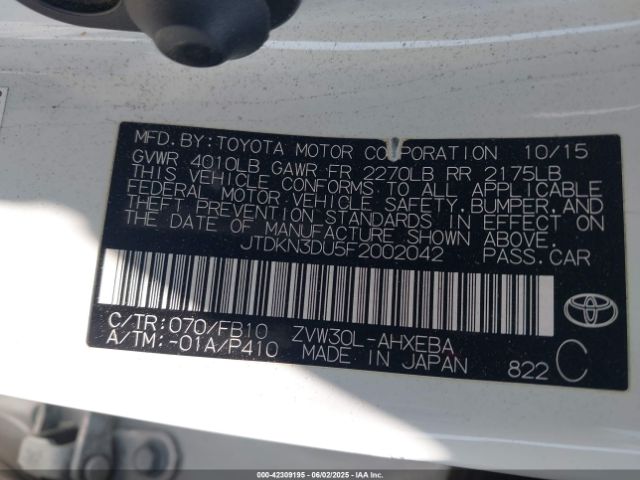 MFD.BY:TOYOTA MOTOR CORPORATION 10/15
GVWR 4010LB GAWR FR 2270LB RR 2175LB
THIS VEHICLE CONFORMS TO ALL APPLICABLE
FEDERAL MOTOR VEHICLE SAFETY,BUMPER,AND
THEFT PREVENTION STANDARDS IN EFFECT ON
THE DATE OF MANUFACTURE SHOWN ABOVE.
JTDKN3DU5F2002042 PASS.CAR
C/TR:070/FB10 ZVW30L-AHXEBA
A/TM:-01A/P410 MADE IN JAPAN 822 C
000-42309195 - 06/02/2025 - IAA Inc.